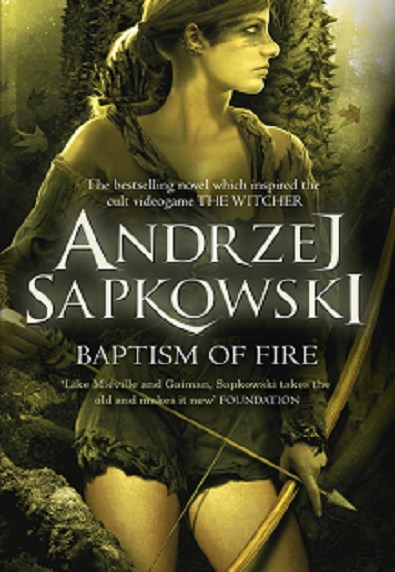 The bestselling novel which inspired the
cult videogame THE WITCHER
ANDRZEJ
SAPKOWSKI
BAPTISM OF FIRE
'Like Miéville and Gaiman, Sapkowski takes the
old and makes it new' FOUNDATION